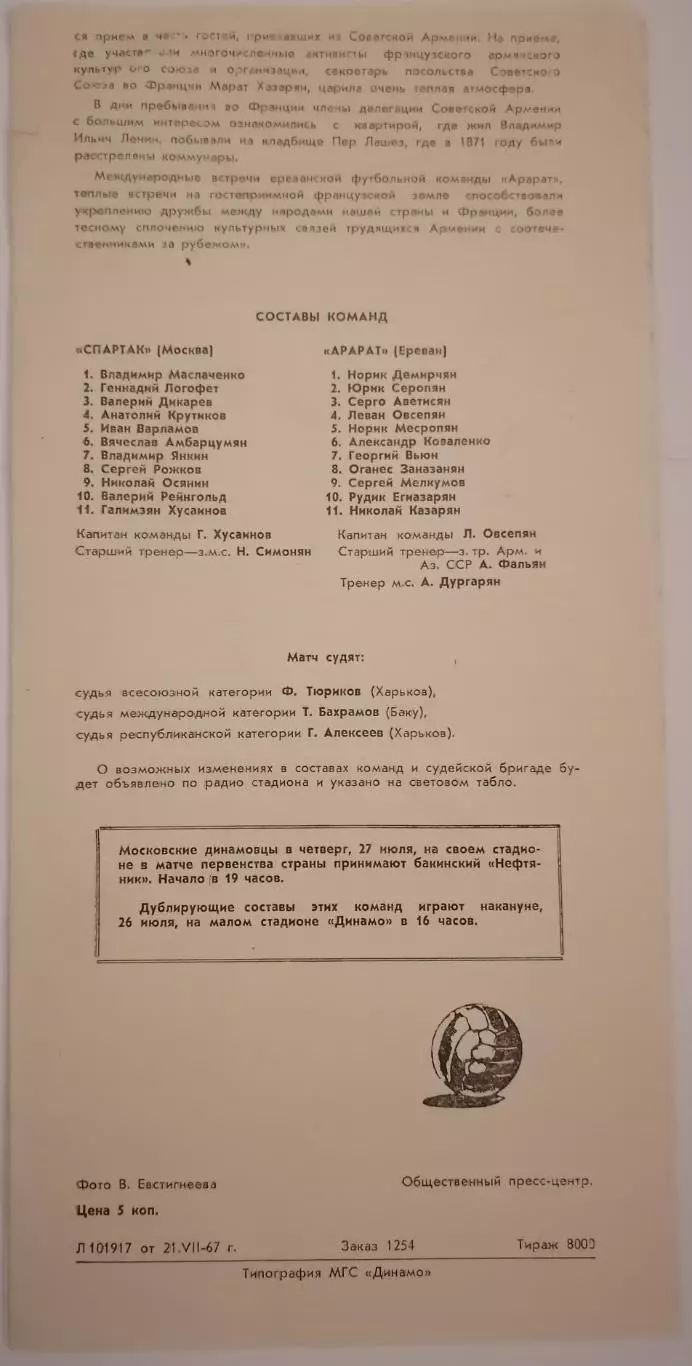 ся прием в честь гостей, приехавших из Советской Армении. На приеме,
где участвовали многочисленные активисты французского армянского
культурного союза и организации, секретарь посольства Советского
Союза во Франции Марат Хазарян, царила очень теплая атмосфера.
В дни пребывания во Франции члены делегации Советской Армении
с большим интересом ознакомились с квартирой, где жил Владимир
Ильич Ленин, побывали на кладбище Пер Лашез, где в 1871 году были
расстреляны коммунары.
Международные встречи ереванской футбольной команды «Арарат»,
теплые встречи на гостеприимной французской земле способствовали
укреплению дружбы между народами нашей страны и Франции, более
тесному сплочению культурных связей трудящихся Армении с соотече-
ственниками за рубежом».
СОСТАВЫ КОМАНД
«СПАРТАК» (Москва)
1. Владимир Маслаченко
2. Геннадий Логофет
3. Валерий Дикарев
4. Анатолий Крутиков
5. Иван Варламов
6. Вячеслав Амбарцумян
7. Владимир Янкин
8. Сергей Рожков
9. Николай Осянин
10. Валерий Рейнгольд
11. Галимзян Хусаинов
Капитан команды Г. Хусаинов
Старший тренер—з.м.с. Н. Симонян
«АРАРАТ» (Ереван)
1. Норик Демирчян
2. Юрик Серопян
3. Серго Аветисян
4. Леван Овсепян
5. Норик Месропян
6. Александр Коваленко
7. Георгий Вьюн
8. Оганес Заназанян
9. Сергей Мелкумов
10. Рудик Егиазарян
11. Николай Казарян
Капитан команды Л. Овсепян
Старший тренер—з. тр. Арм. и
Аз. ССР А. Фальян
Тренер м.с. А. Дургарян
Матч судят:
судья всесоюзной категории Ф. Тюриков (Харьков),
судья международной категории Т. Бахрамов (Баку),
судья республиканской категории Г. Алексеев (Харьков).
О возможных изменениях в составах команд и судейской бригаде бу-
дет объявлено по радио стадиона и указано на световом табло.
Московские динамовцы в четверг, 27 июля, на своем стадио-
не в матче первенства страны принимают бакинский «Нефтя-
ник». Начало в 19 часов.
Дублирующие составы этих команд играют накануне,
26 июля, на малом стадионе «Динамо» в 16 часов.
Фото В. Евстигнеева
Общественный пресс-центр.
Цена 5 коп.
Л 101917 от 21.VII-67 г.
Заказ 1254
Тираж 8000
Типография МГС «Динамо»